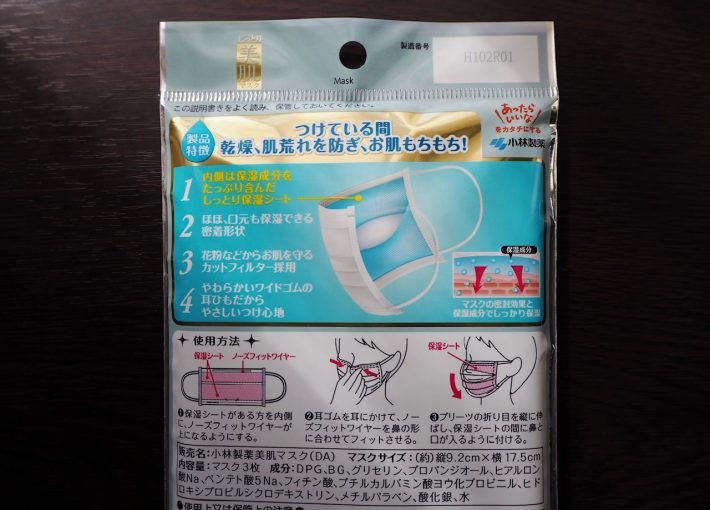 しっとり
美肌
マスク
Mask
製造番号
H102R01
この説明書きをよく読み、保管しておいてください。
あったら
いいな
をカタチにする
小林製薬
製品
特徴
つけている間
乾燥、肌荒れを防ぎ、お肌もちもち!
1 内側は保湿成分を
たっぷり含んだ
しっとり保湿シート
2 ほほ、口元も保湿できる
密着形状
3 花粉などからお肌を守る
カットフィルター採用
4 やわらかいワイドゴムの
耳ひもだから
やさしいつけ心地
保湿成分
マスクの密封効果と
保湿成分でしっかり保湿
使用方法
保湿シート ノーズフィットワイヤー
保湿シート
❶保湿シートがある方を内側
に、ノーズフィットワイヤーが
上になるようにする。
❷耳ゴムを耳にかけて、ノー
ズフィットワイヤーを鼻の形
に合わせてフィットさせる。
❸プリーツの折り目を縦に伸
ばし、保湿シートの間に鼻と
口が入るように付ける。
販売名:小林製薬美肌マスク(DA) マスクサイズ:(約)縦9.2cm×横17.5cm
内容量:マスク3枚 成分:DPG、BG、グリセリン、プロパンジオール、ヒアルロン
酸Na、ペンテト酸5Na、フィチン酸、ブチルカルバミン酸ヨウ化プロピニル、ヒド
ロキシプロピルシクロデキストリン、メチルパラベン、酸化銀、水
●使用上又は保管上の注意●